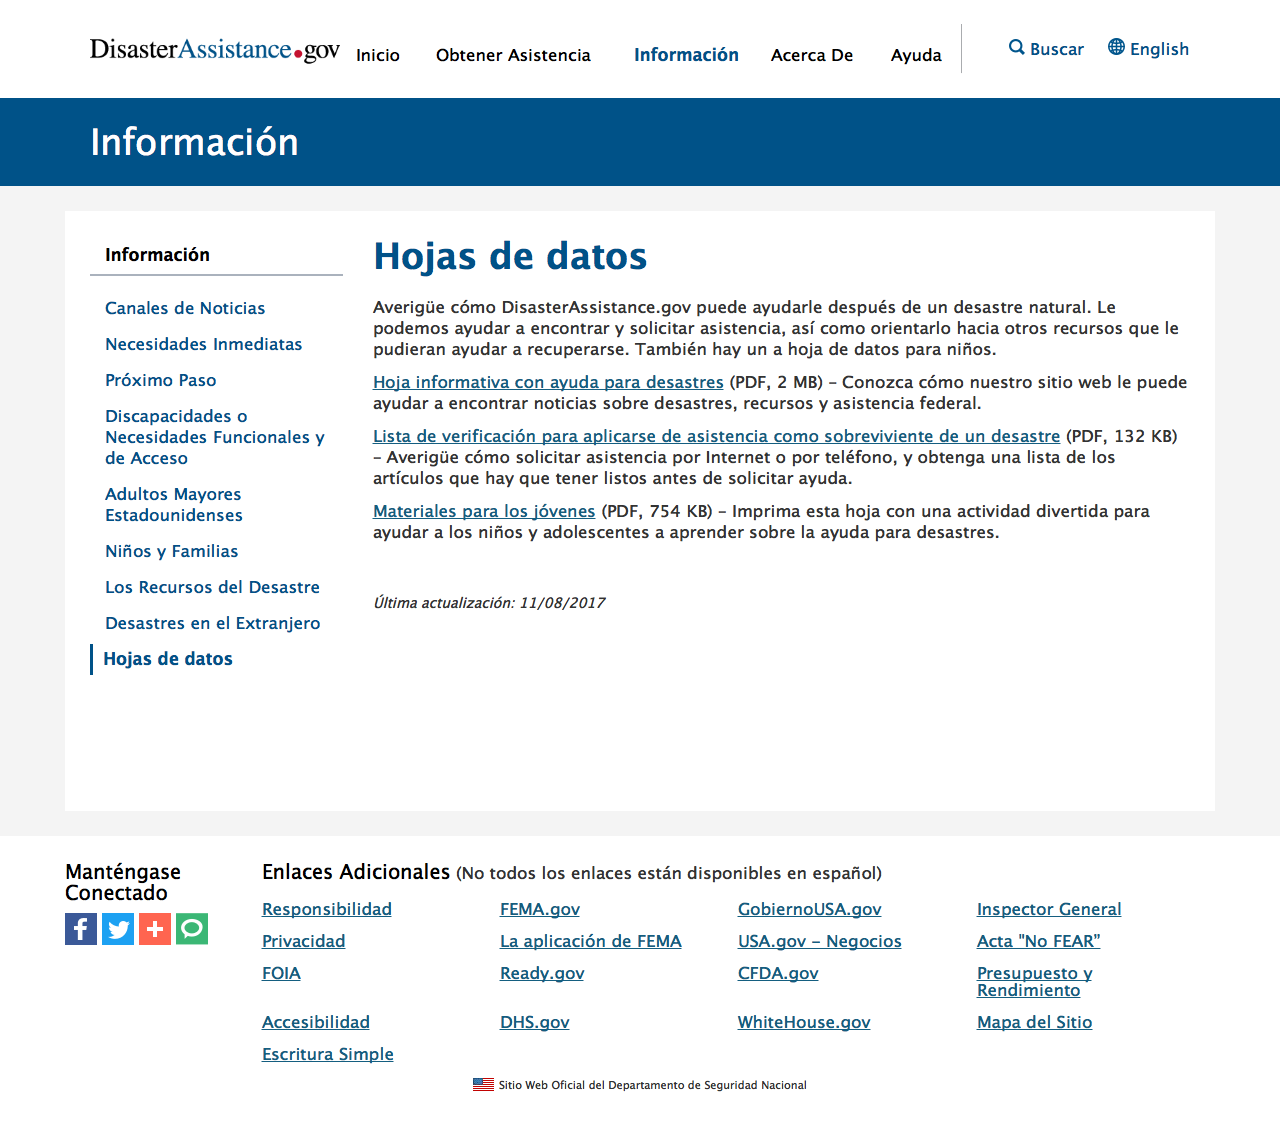 DisasterAssistance.gov
Inicio
Obtener Asistencia
Información
Acerca De
Ayuda
Buscar
English
Información
Información
Canales de Noticias
Necesidades Inmediatas
Próximo Paso
Discapacidades o
Necesidades Funcionales y
de Acceso
Adultos Mayores
Estadounidenses
Niños y Familias
Los Recursos del Desastre
Desastres en el Extranjero
Hojas de datos
Hojas de datos
Averigüe cómo DisasterAssistance.gov puede ayudarle después de un desastre natural. Le
podemos ayudar a encontrar y solicitar asistencia, así como orientarlo hacia otros recursos que le
pudieran ayudar a recuperarse. También hay un a hoja de datos para niños.
Hoja informativa con ayuda para desastres (PDF, 2 MB) – Conozca cómo nuestro sitio web le puede
ayudar a encontrar noticias sobre desastres, recursos y asistencia federal.
Lista de verificación para aplicarse de asistencia como sobreviviente de un desastre (PDF, 132 KB)
– Averigüe cómo solicitar asistencia por Internet o por teléfono, y obtenga una lista de los
artículos que hay que tener listos antes de solicitar ayuda.
Materiales para los jóvenes (PDF, 754 KB) – Imprima esta hoja con una actividad divertida para
ayudar a los niños y adolescentes a aprender sobre la ayuda para desastres.
Última actualización: 11/08/2017
Manténgase
Conectado
Enlaces Adicionales (No todos los enlaces están disponibles en español)
Responsibilidad
FEMA.gov
GobiernoUSA.gov
Inspector General
Privacidad
La aplicación de FEMA
USA.gov – Negocios
Acta "No FEAR”
FOIA
Ready.gov
CFDA.gov
Presupuesto y
Rendimiento
Accesibilidad
DHS.gov
WhiteHouse.gov
Mapa del Sitio
Escritura Simple
Sitio Web Oficial del Departamento de Seguridad Nacional